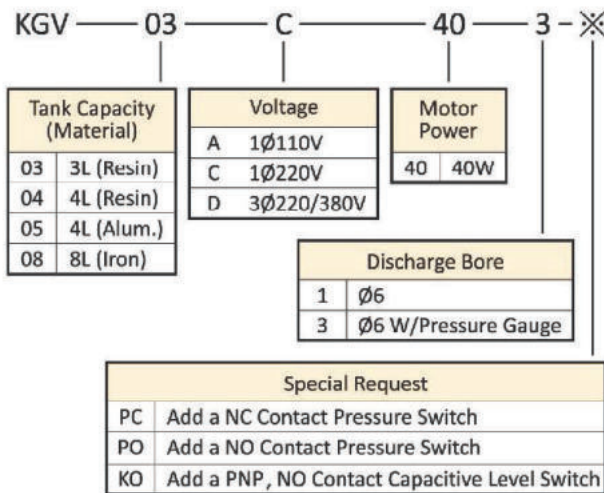 KGV — 03 — C — 40 — 3 - ※
Tank Capacity
(Material)
03 3L (Resin)
04 4L (Resin)
05 4L (Alum.)
08 8L (Iron)
Voltage
A 1Ø110V
C 1Ø220V
D 3Ø220/380V
Motor
Power
40 40W
Discharge Bore
1 Ø6
3 Ø6 W/Pressure Gauge
Special Request
PC Add a NC Contact Pressure Switch
PO Add a NO Contact Pressure Switch
KO Add a PNP, NO Contact Capacitive Level Switch